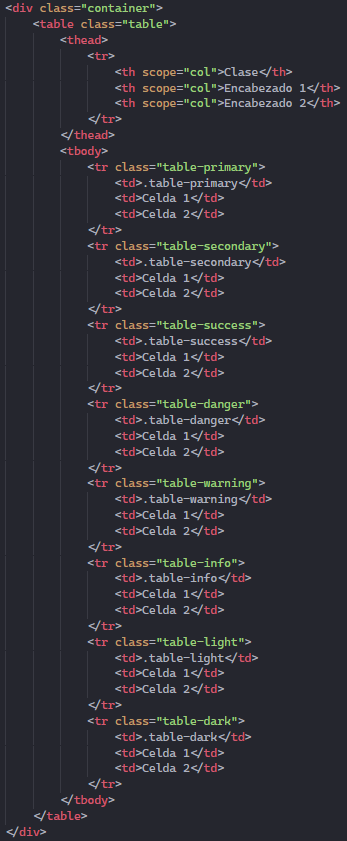 <div class="container">
    <table class="table">
        <thead>
            <tr>
                <th scope="col">Clase</th>
                <th scope="col">Encabezado 1</th>
                <th scope="col">Encabezado 2</th>
            </tr>
        </thead>
        <tbody>
            <tr class="table-primary">
                <td>.table-primary</td>
                <td>Celda 1</td>
                <td>Celda 2</td>
            </tr>
            <tr class="table-secondary">
                <td>.table-secondary</td>
                <td>Celda 1</td>
                <td>Celda 2</td>
            </tr>
            <tr class="table-success">
                <td>.table-success</td>
                <td>Celda 1</td>
                <td>Celda 2</td>
            </tr>
            <tr class="table-danger">
                <td>.table-danger</td>
                <td>Celda 1</td>
                <td>Celda 2</td>
            </tr>
            <tr class="table-warning">
                <td>.table-warning</td>
                <td>Celda 1</td>
                <td>Celda 2</td>
            </tr>
            <tr class="table-info">
                <td>.table-info</td>
                <td>Celda 1</td>
                <td>Celda 2</td>
            </tr>
            <tr class="table-light">
                <td>.table-light</td>
                <td>Celda 1</td>
                <td>Celda 2</td>
            </tr>
            <tr class="table-dark">
                <td>.table-dark</td>
                <td>Celda 1</td>
                <td>Celda 2</td>
            </tr>
        </tbody>
    </table>
</div>